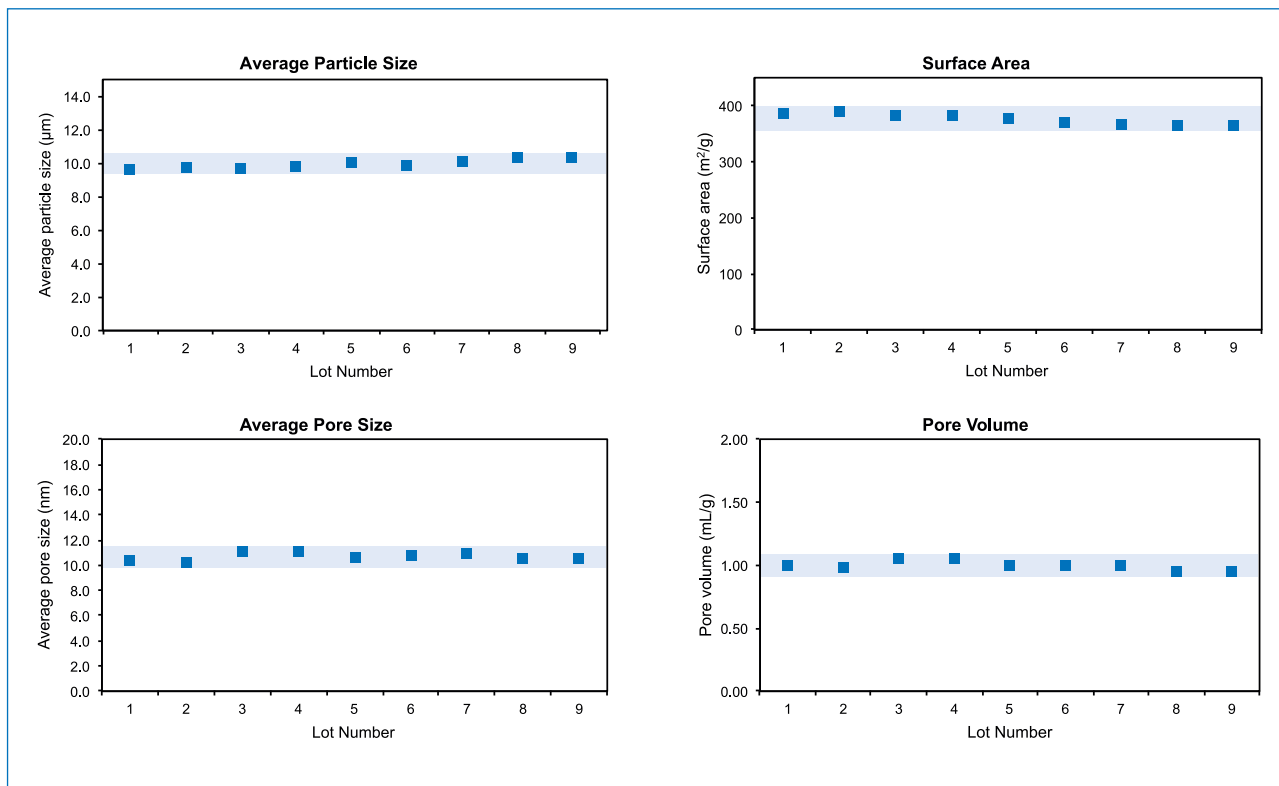 Average Particle Size
Average particle size (µm)
14.0
12.0
10.0
8.0
6.0
4.0
2.0
0.0
1 2 3 4 5 6 7 8 9
Lot Number
Surface Area
Surface area (m²/g)
400
300
200
100
0
1 2 3 4 5 6 7 8 9
Lot Number
Average Pore Size
Average pore size (nm)
20.0
18.0
16.0
14.0
12.0
10.0
8.0
6.0
4.0
2.0
0.0
1 2 3 4 5 6 7 8 9
Lot Number
Pore Volume
Pore volume (mL/g)
2.00
1.50
1.00
0.50
0.00
1 2 3 4 5 6 7 8 9
Lot Number